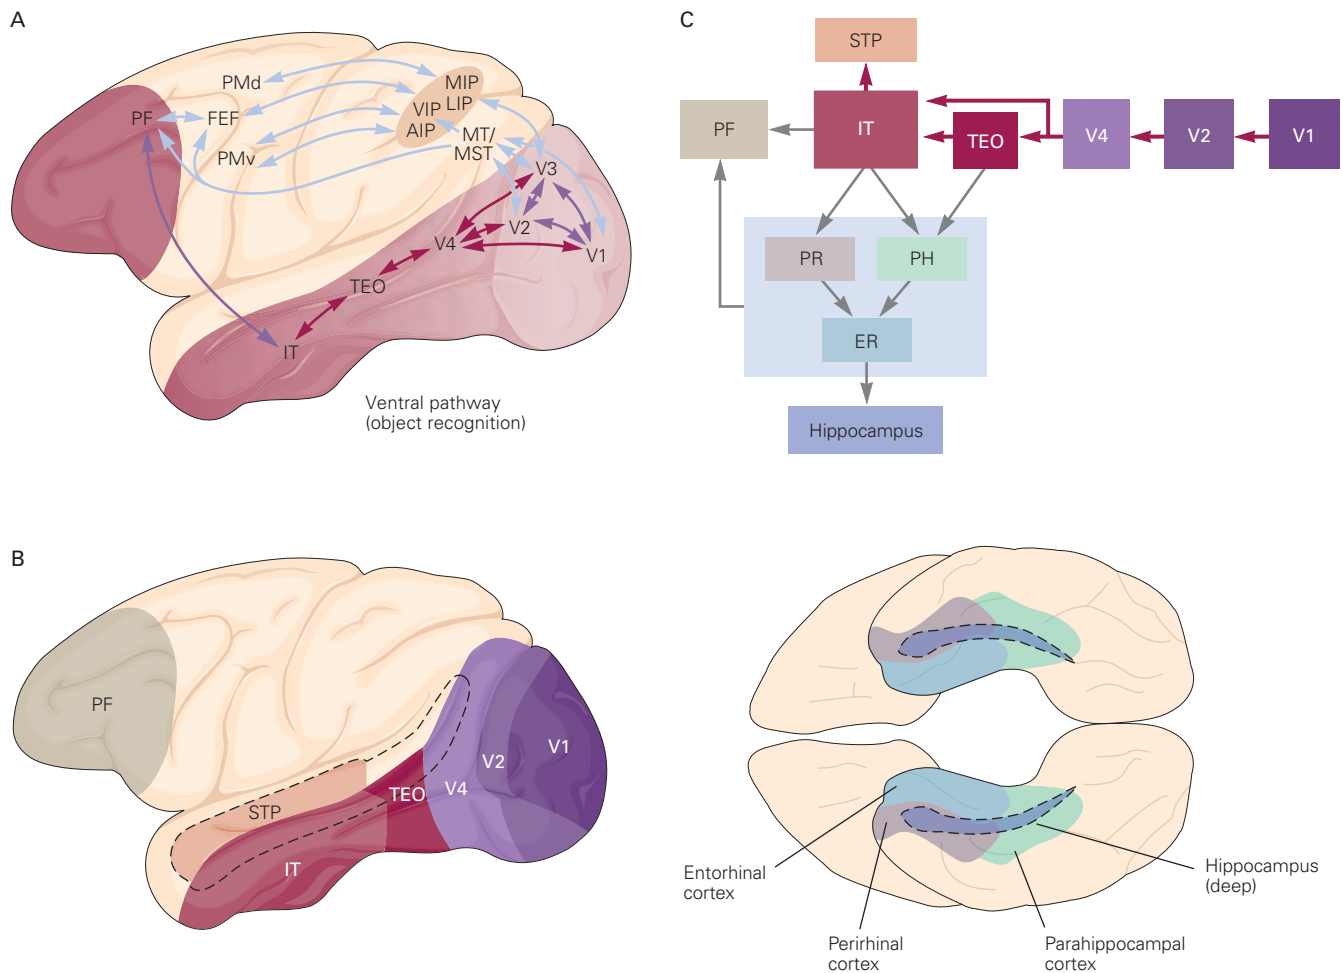 A
PMd
MIP
VIP LIP
AIP
PF
FEF
PMv
MT/
MST
V3
V2
V4
V1
TEO
IT
Ventral pathway
(object recognition)
C
STP
PF
IT
TEO
V4
V2
V1
PR
PH
ER
Hippocampus
B
PF
STP
IT
TEO
V4
V2
V1
Entorhinal
cortex
Perirhinal
cortex
Parahippocampal
cortex
Hippocampus
(deep)